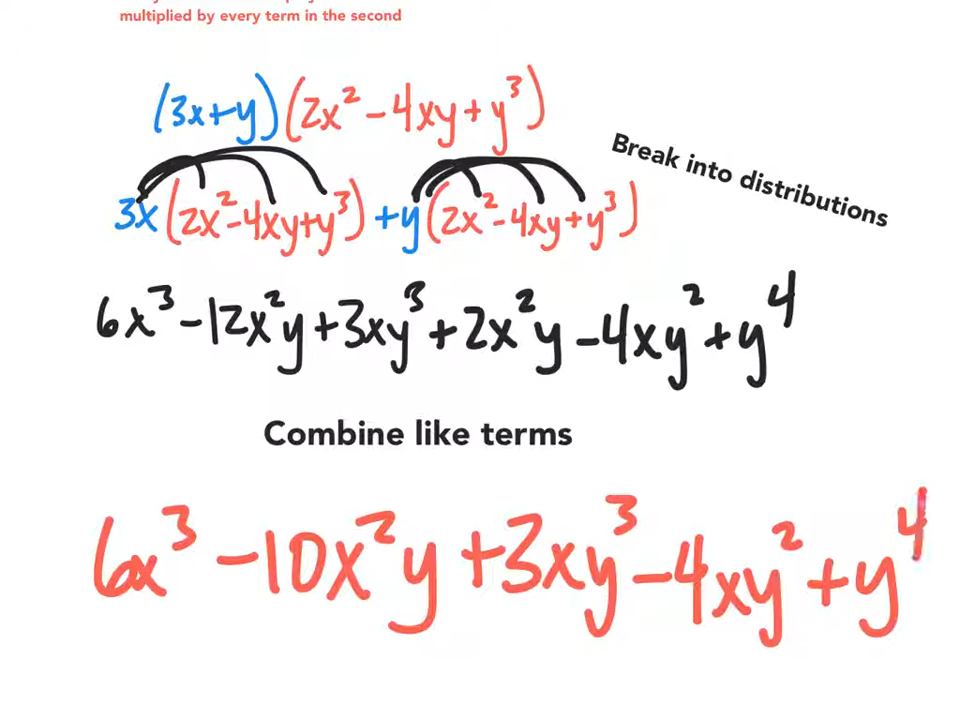 multiplied by every term in the second
(3x+y)(2x²-4xy+y³)
Break into distributions
3x(2x²-4xy+y³)+y(2x²-4xy+y³)
6x³-12x²y+3xy³+2x²y-4xy²+y⁴
Combine like terms
6x³-10x²y+3xy³-4xy²+y⁴